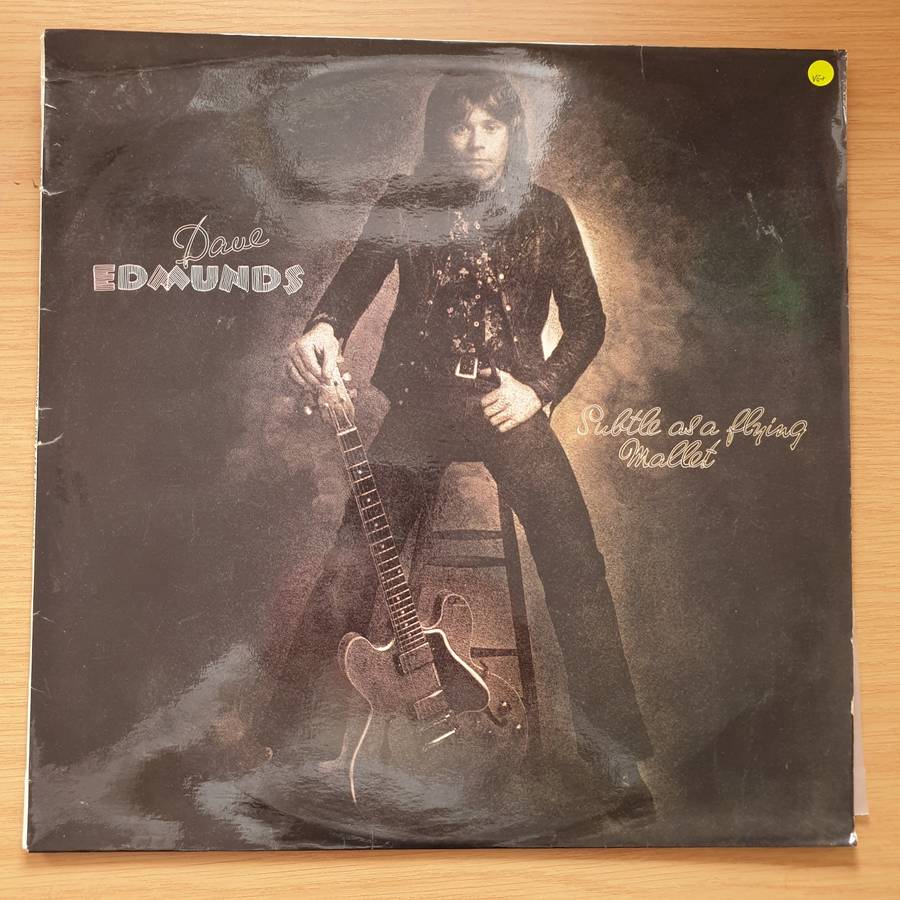 VG+
Dave
EDMUNDS
Subtle as a flying
Mallet